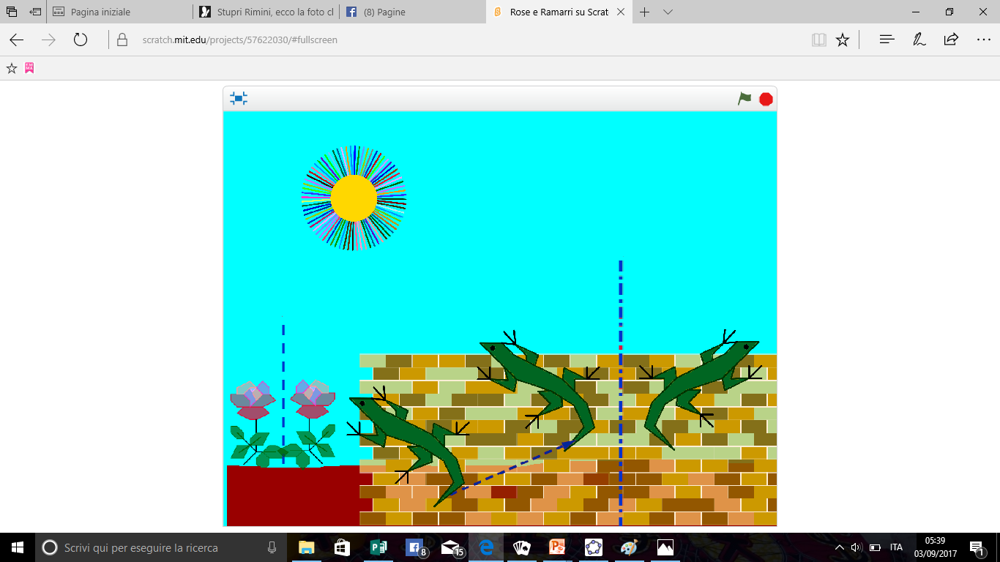 Pagina iniziale
Stupri Rimini, ecco la foto cl
(8) Pagine
Rose e Ramarri su Scrat
scratch.mit.edu/projects/57622030/#fullscreen
Scrivi qui per eseguire la ricerca
8
15
ITA
05:39
03/09/2017
1